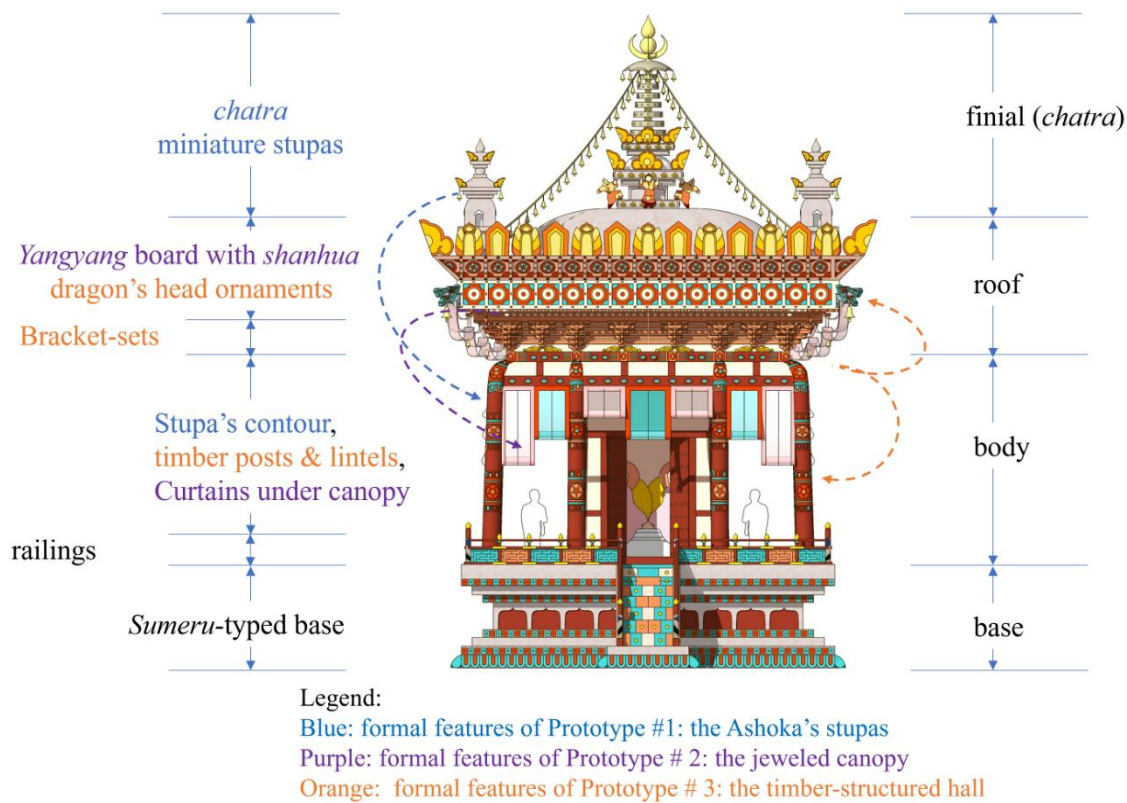 chatra
miniature stupas
finial (chatra)
Yangyang board with shanhua
dragon's head ornaments
roof
Bracket-sets
Stupa's contour,
timber posts & lintels,
Curtains under canopy
body
railings
Sumeru-typed base
base
Legend:
Blue: formal features of Prototype #1: the Ashoka's stupas
Purple: formal features of Prototype # 2: the jeweled canopy
Orange:  formal features of Prototype # 3: the timber-structured hall